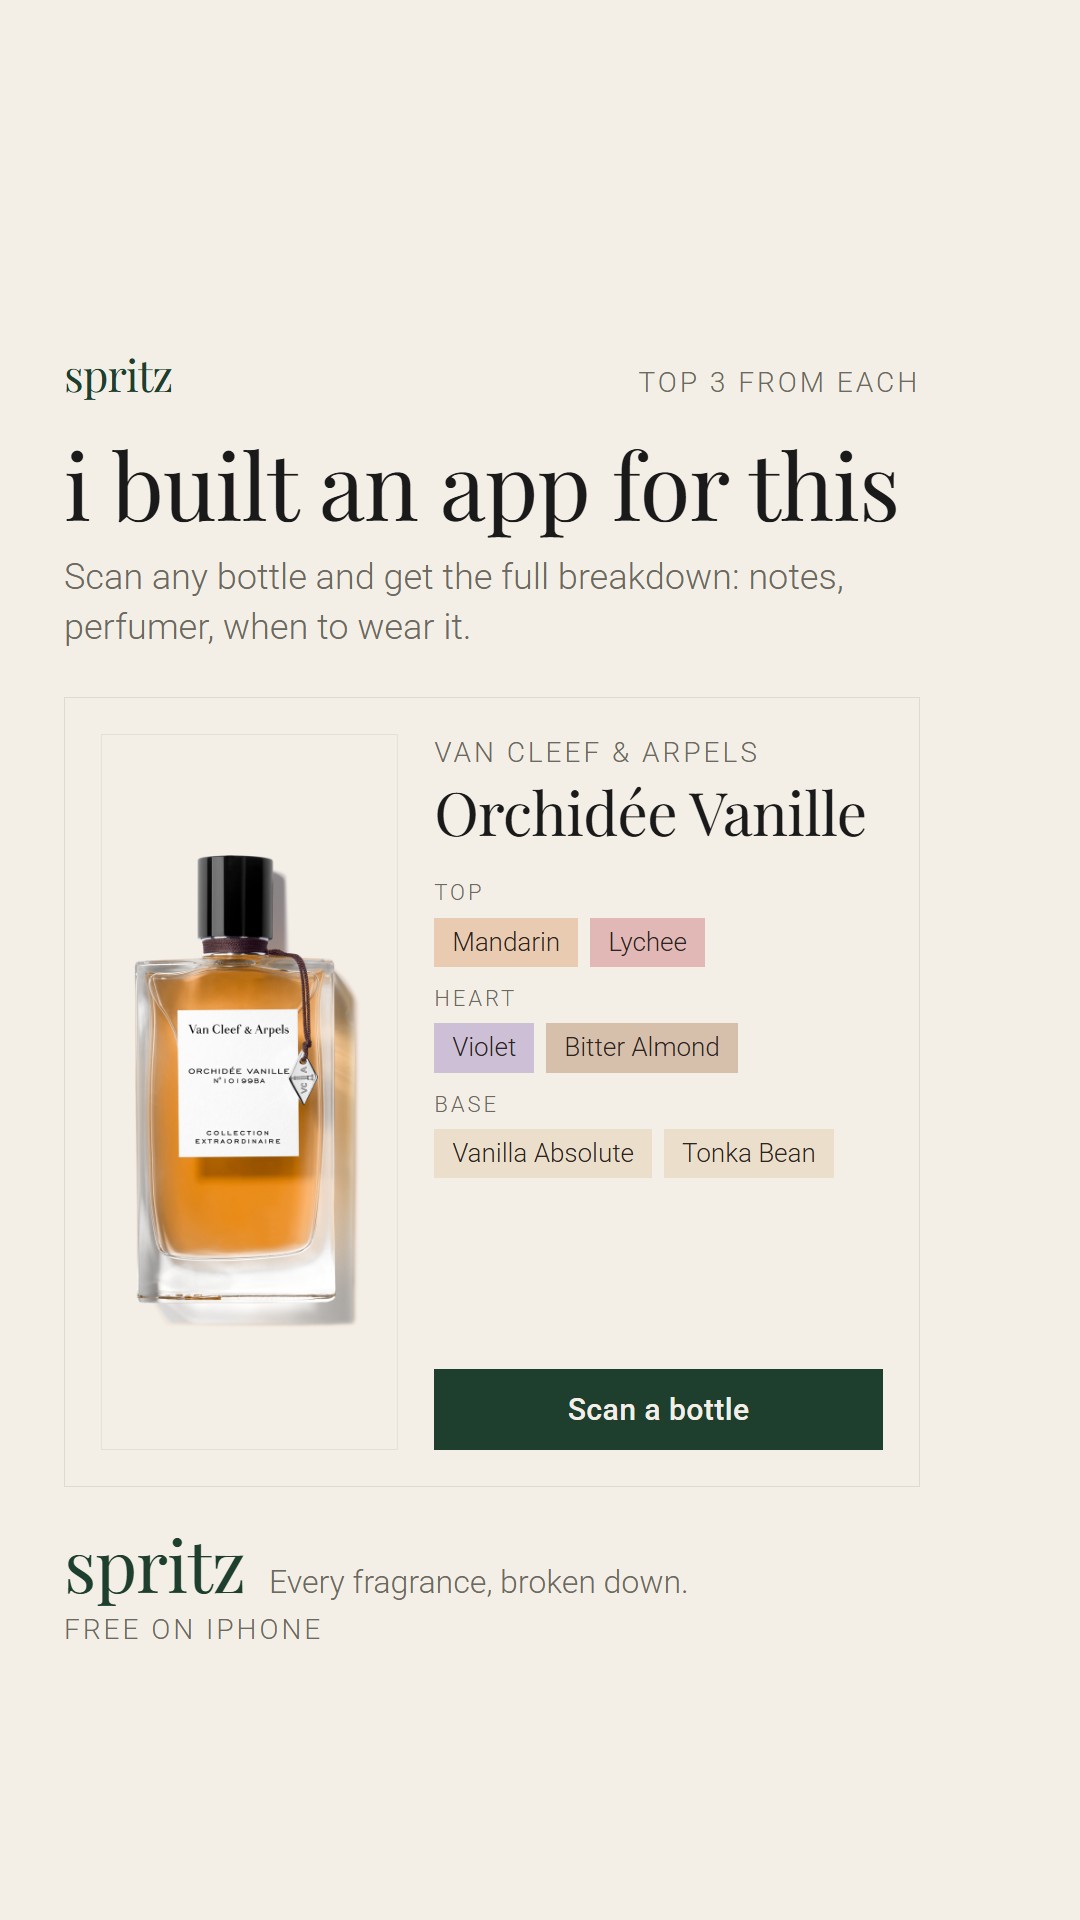 spritz
TOP 3 FROM EACH
i built an app for this
Scan any bottle and get the full breakdown: notes,
perfumer, when to wear it.
VAN CLEEF & ARPELS
Orchidée Vanille
TOP
Mandarin Lychee
HEART
Violet Bitter Almond
BASE
Vanilla Absolute Tonka Bean
Van Cleef & Arpels
ORCHIDÉE VANILLE
N°10199BA
COLLECTION
EXTRAORDINAIRE
VC A
Scan a bottle
spritz Every fragrance, broken down.
FREE ON IPHONE